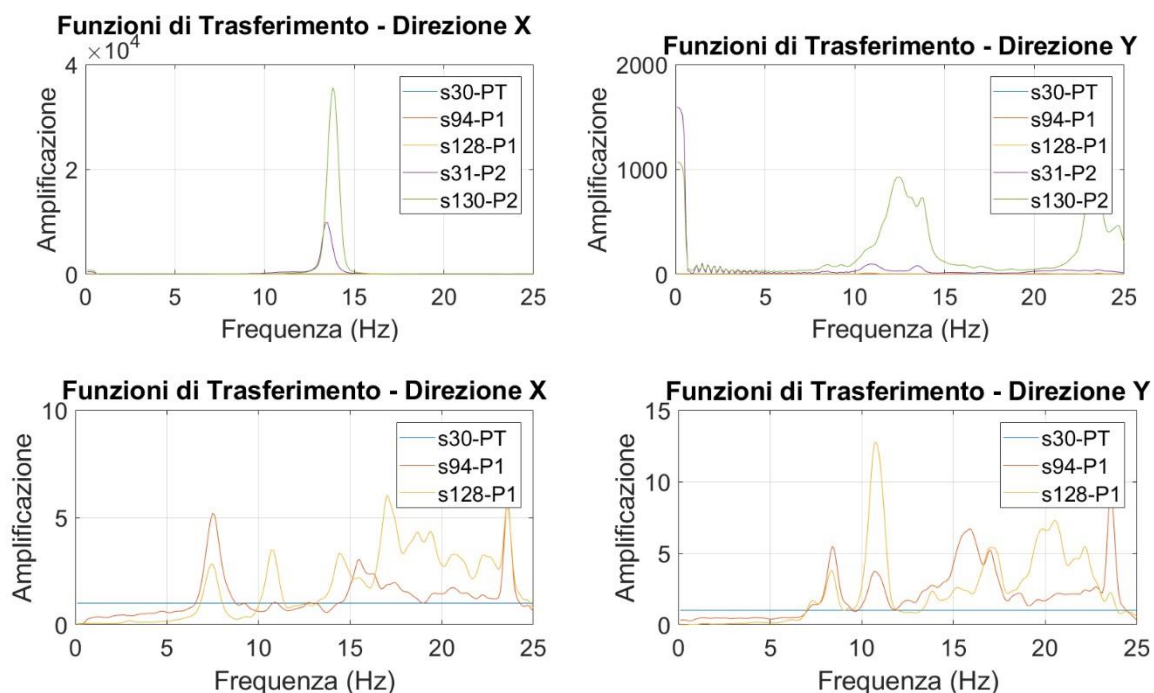 Funzioni di Trasferimento - Direzione X
×10⁴
4
2
0
Amplificazione
s30-PT
s94-P1
s128-P1
s31-P2
s130-P2
0 5 10 15 20 25
Frequenza (Hz)
Funzioni di Trasferimento - Direzione Y
2000
1000
0
Amplificazione
s30-PT
s94-P1
s128-P1
s31-P2
s130-P2
0 5 10 15 20 25
Frequenza (Hz)
Funzioni di Trasferimento - Direzione X
10
5
0
Amplificazione
s30-PT
s94-P1
s128-P1
0 5 10 15 20 25
Frequenza (Hz)
Funzioni di Trasferimento - Direzione Y
15
10
5
0
Amplificazione
s30-PT
s94-P1
s128-P1
0 5 10 15 20 25
Frequenza (Hz)